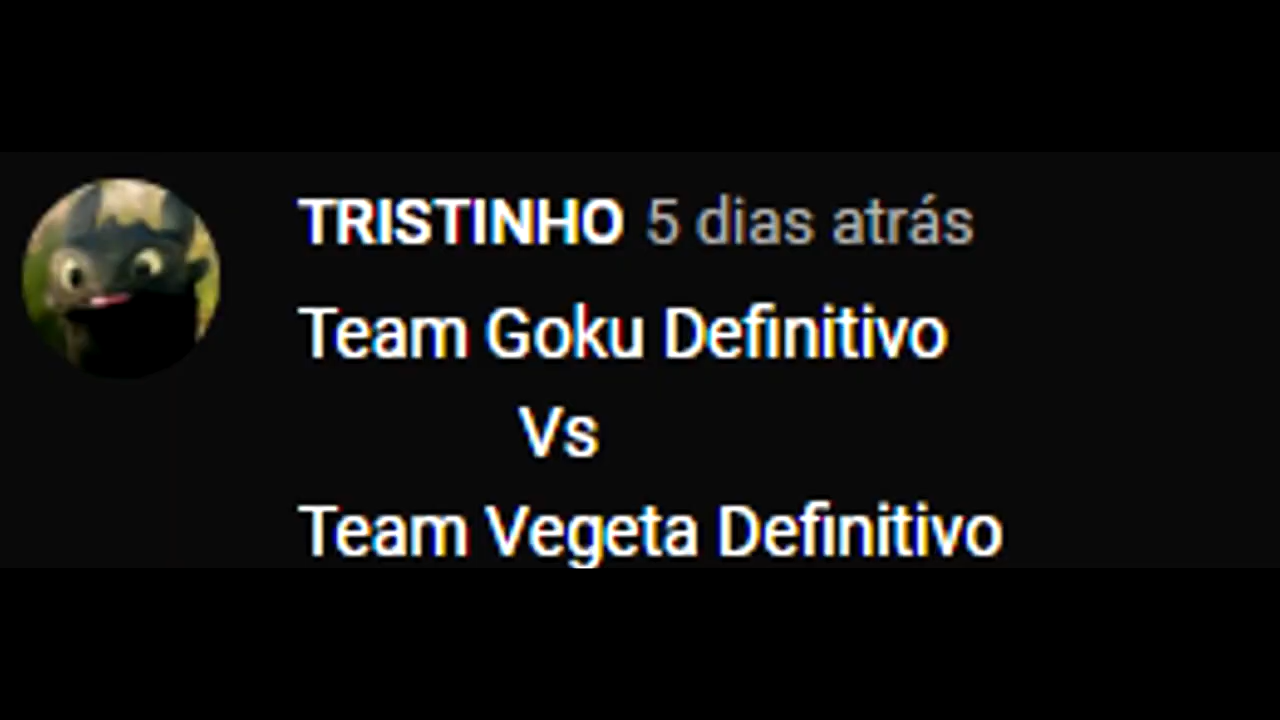 TRISTINHO 5 dias atrás
Team Goku Definitivo
Vs
Team Vegeta Definitivo